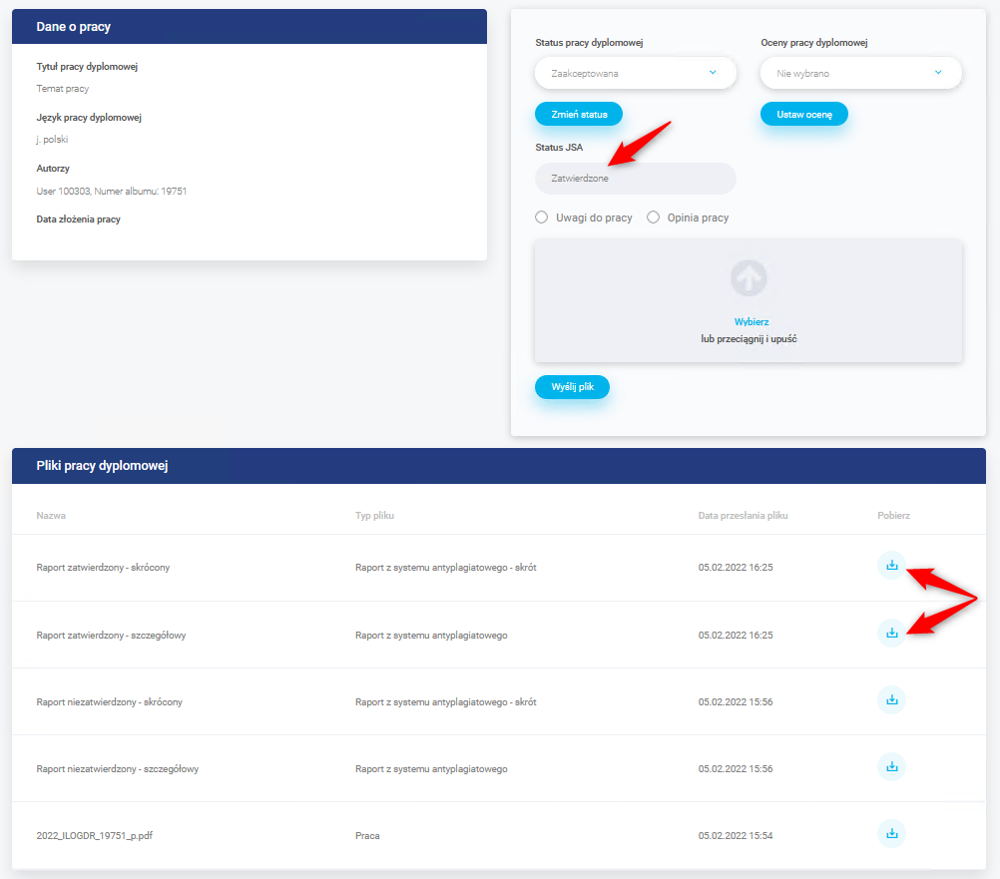 Dane o pracy
Tytuł pracy dyplomowej
Temat pracy
Język pracy dyplomowej
j. polski
Autorzy
User 100303, Numer albumu: 19751
Data złożenia pracy
Status pracy dyplomowej
Oceny pracy dyplomowej
Zaakceptowana
Nie wybrano
Zmień status
Ustaw ocenę
Status JSA
Zatwierdzone
Uwagi do pracy
Opinia pracy
Wybierz
lub przeciągnij i upuść
Wyślij plik
Pliki pracy dyplomowej
Nazwa Typ pliku Data przesłania pliku Pobierz
Raport zatwierdzony - skrócony Raport z systemu antyplagiatowego - skrót 05.02.2022 16:25
Raport zatwierdzony - szczegółowy Raport z systemu antyplagiatowego 05.02.2022 16:25
Raport niezatwierdzony - skrócony Raport z systemu antyplagiatowego - skrót 05.02.2022 15:56
Raport niezatwierdzony - szczegółowy Raport z systemu antyplagiatowego 05.02.2022 15:56
2022_ILOGDR_19751_p.pdf Praca 05.02.2022 15:54